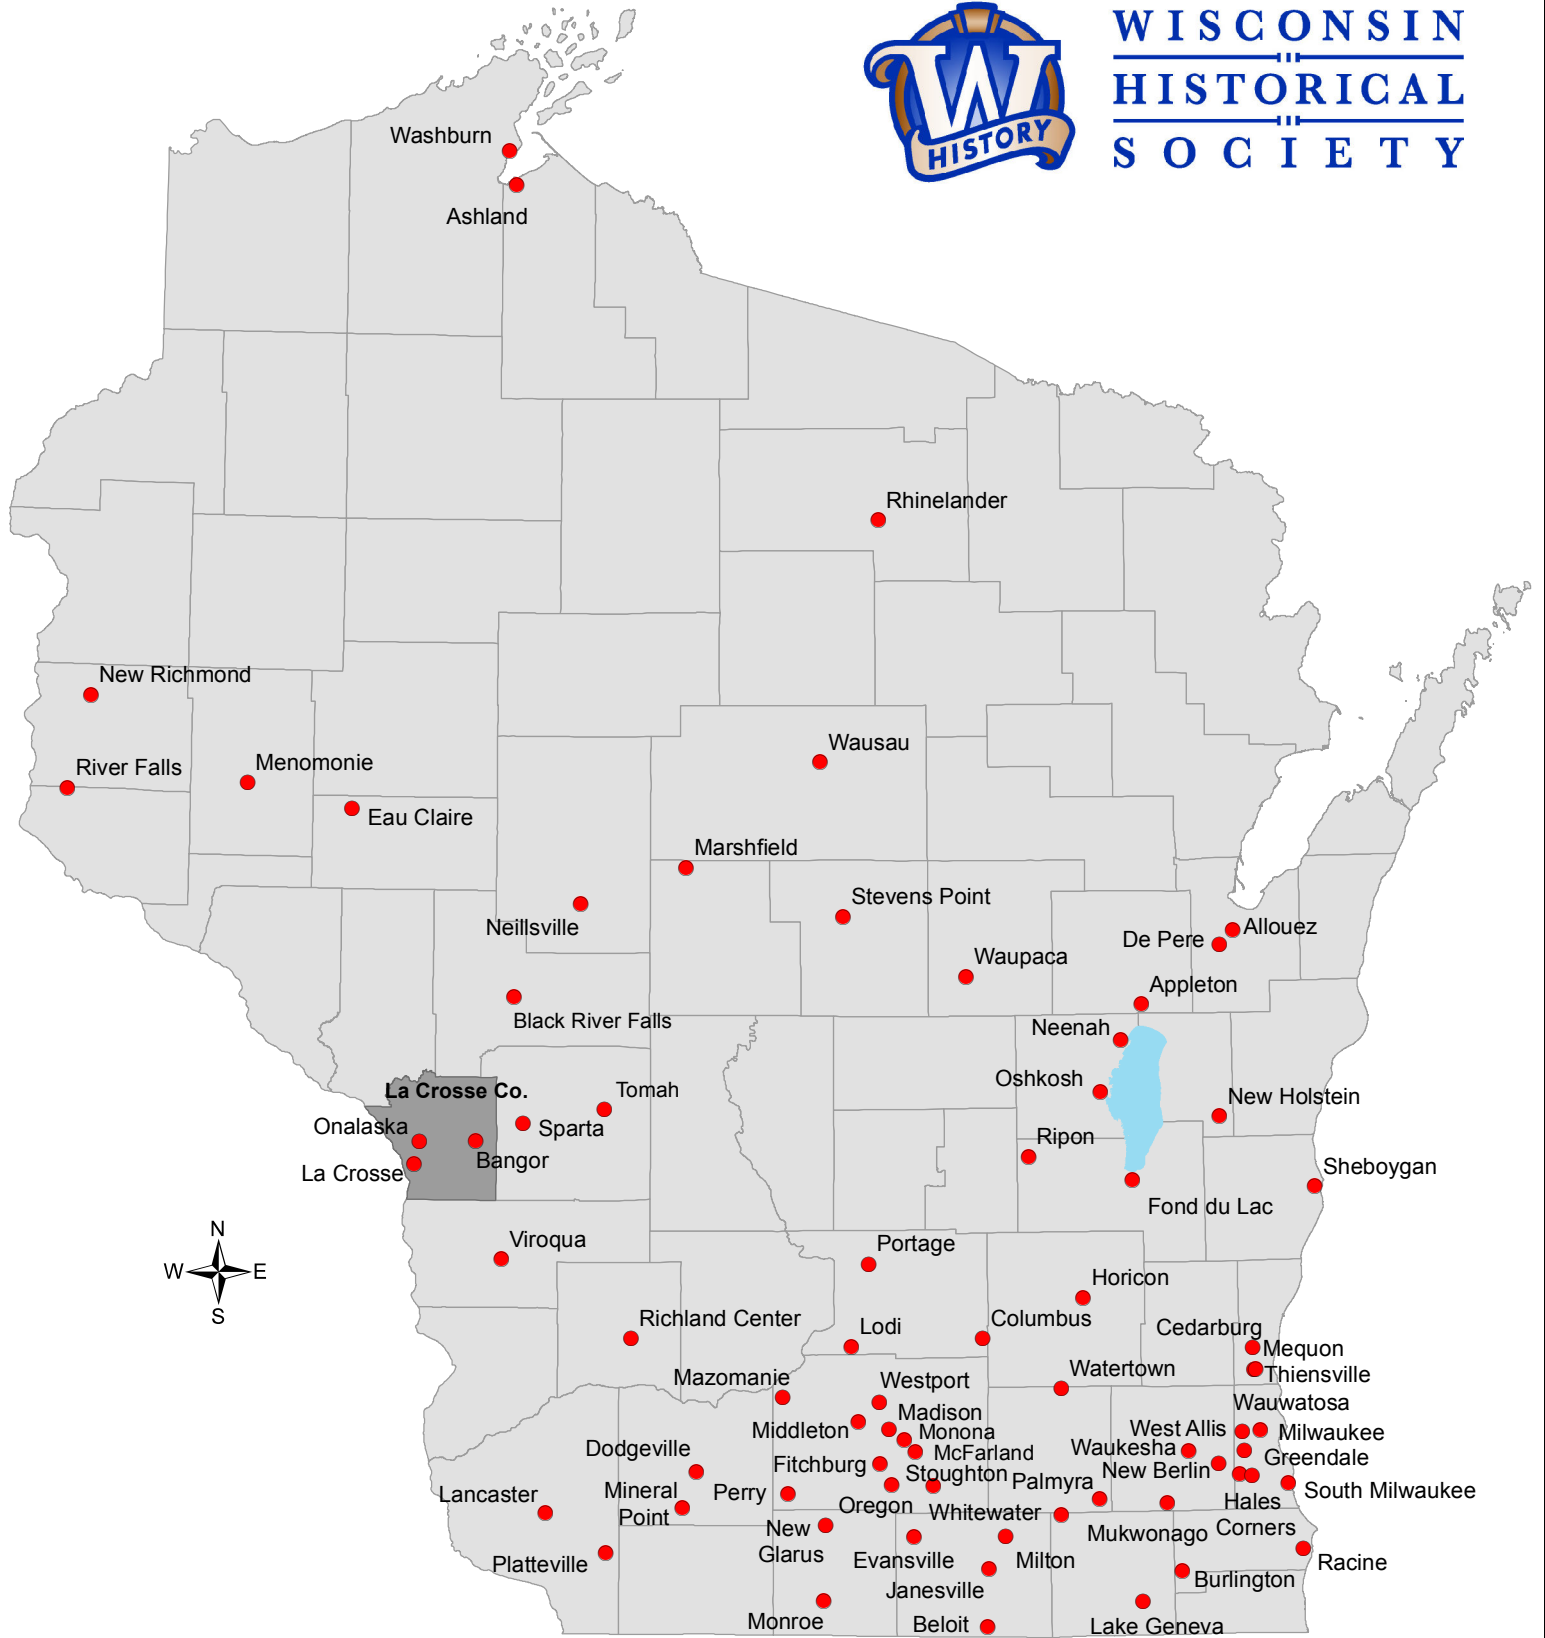 WISCONSIN
HISTORICAL
SOCIETY
W
HISTORY
Washburn
Ashland
Rhinelander
New Richmond
River Falls
Menomonie
Eau Claire
Wausau
Marshfield
Neillsville
Stevens Point
Allouez
De Pere
Waupaca
Appleton
Black River Falls
Neenah
Oshkosh
La Crosse Co.
Tomah
New Holstein
Onalaska
Sparta
Ripon
Bangor
La Crosse
Sheboygan
Fond du Lac
N
W
E
S
Viroqua
Portage
Horicon
Richland Center
Lodi
Columbus
Cedarburg
Mequon
Thiensville
Mazomanie
Westport
Watertown
Wauwatosa
Middleton
Madison
Monona
West Allis
Milwaukee
Dodgeville
McFarland
Waukesha
Greendale
Fitchburg
Stoughton
New Berlin
Palmyra
South Milwaukee
Lancaster
Mineral
Point
Perry
Oregon
Whitewater
Hales
Corners
Mukwonago
New
Glarus
Evansville
Milton
Racine
Platteville
Janesville
Burlington
Monroe
Beloit
Lake Geneva